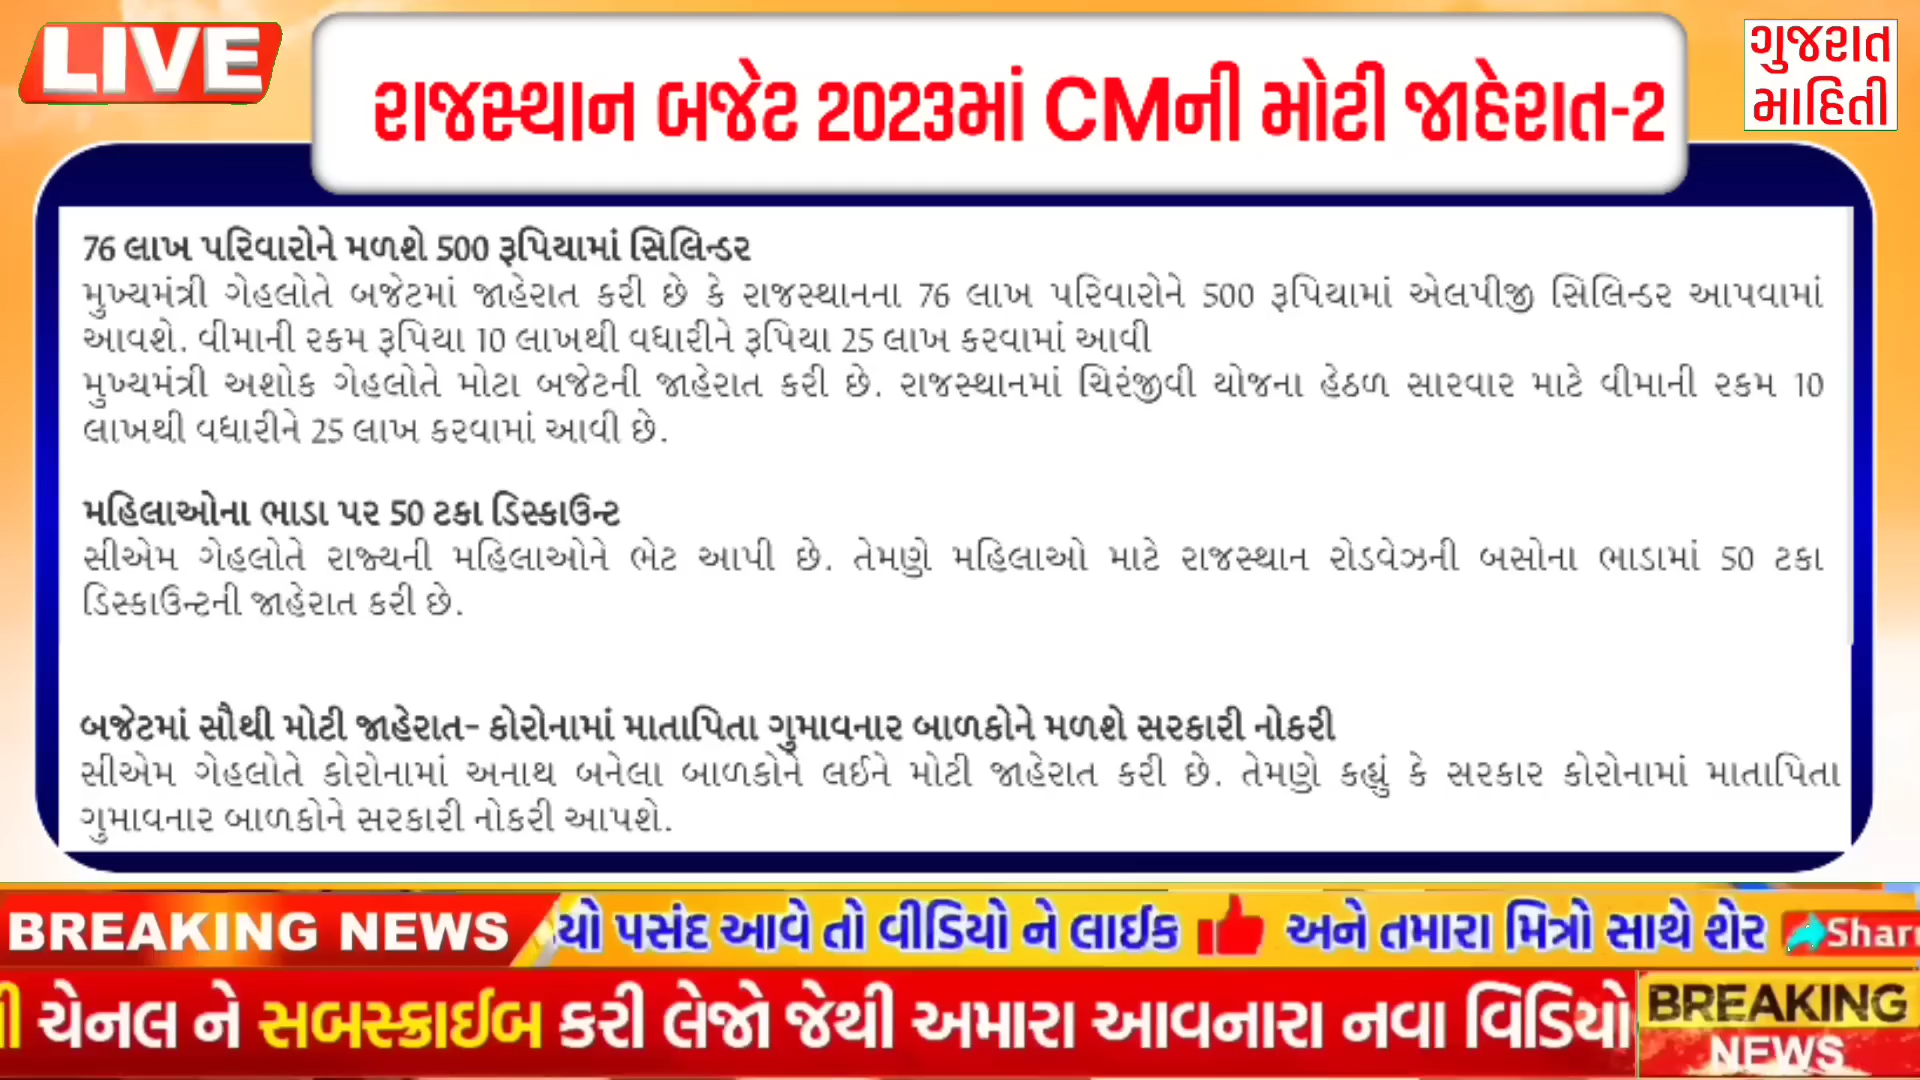 LIVE
રાજસ્થાન બજેટ 2023માં CMની મોટી જાહેરાત-2
ગુજરાત
માહિતી
76 લાખ પરિવારોને મળશે 500 રૂપિયામાં સિલિન્ડર
મુખ્યમંત્રી ગેહલોતે બજેટમાં જાહેરાત કરી છે કે રાજસ્થાનના 76 લાખ પરિવારોને 500 રૂપિયામાં એલપીજી સિલિન્ડર આપવામાં
આવશે. વીમાની રકમ રૂપિયા 10 લાખથી વધારીને રૂપિયા 25 લાખ કરવામાં આવી
મુખ્યમંત્રી અશોક ગેહલોતે મોટા બજેટની જાહેરાત કરી છે. રાજસ્થાનમાં ચિરંજીવી યોજના હેઠળ સારવાર માટે વીમાની રકમ 10
લાખથી વધારીને 25 લાખ કરવામાં આવી છે.
મહિલાઓના ભાડા પર 50 ટકા ડિસ્કાઉન્ટ
સીએમ ગેહલોતે રાજ્યની મહિલાઓને ભેટ આપી છે. તેમણે મહિલાઓ માટે રાજસ્થાન રોડવેઝની બસોના ભાડામાં 50 ટકા
ડિસ્કાઉન્ટની જાહેરાત કરી છે.
બજેટમાં સૌથી મોટી જાહેરાત- કોરોનામાં માતાપિતા ગુમાવનાર બાળકોને મળશે સરકારી નોકરી
સીએમ ગેહલોતે કોરોનામાં અનાથ બનેલા બાળકોને લઈને મોટી જાહેરાત કરી છે. તેમણે કહ્યું કે સરકાર કોરોનામાં માતાપિતા
ગુમાવનાર બાળકોને સરકારી નોકરી આપશે.
BREAKING NEWS યો પસંદ આવે તો વીડિયો ને લાઈક અને તમારા મિત્રો સાથે શેર Shar
ચેનલ ને સબસ્ક્રાઈબ કરી લેજો જેથી અમારા આવનારા નવા વિડિયો
BREAKING
NEWS